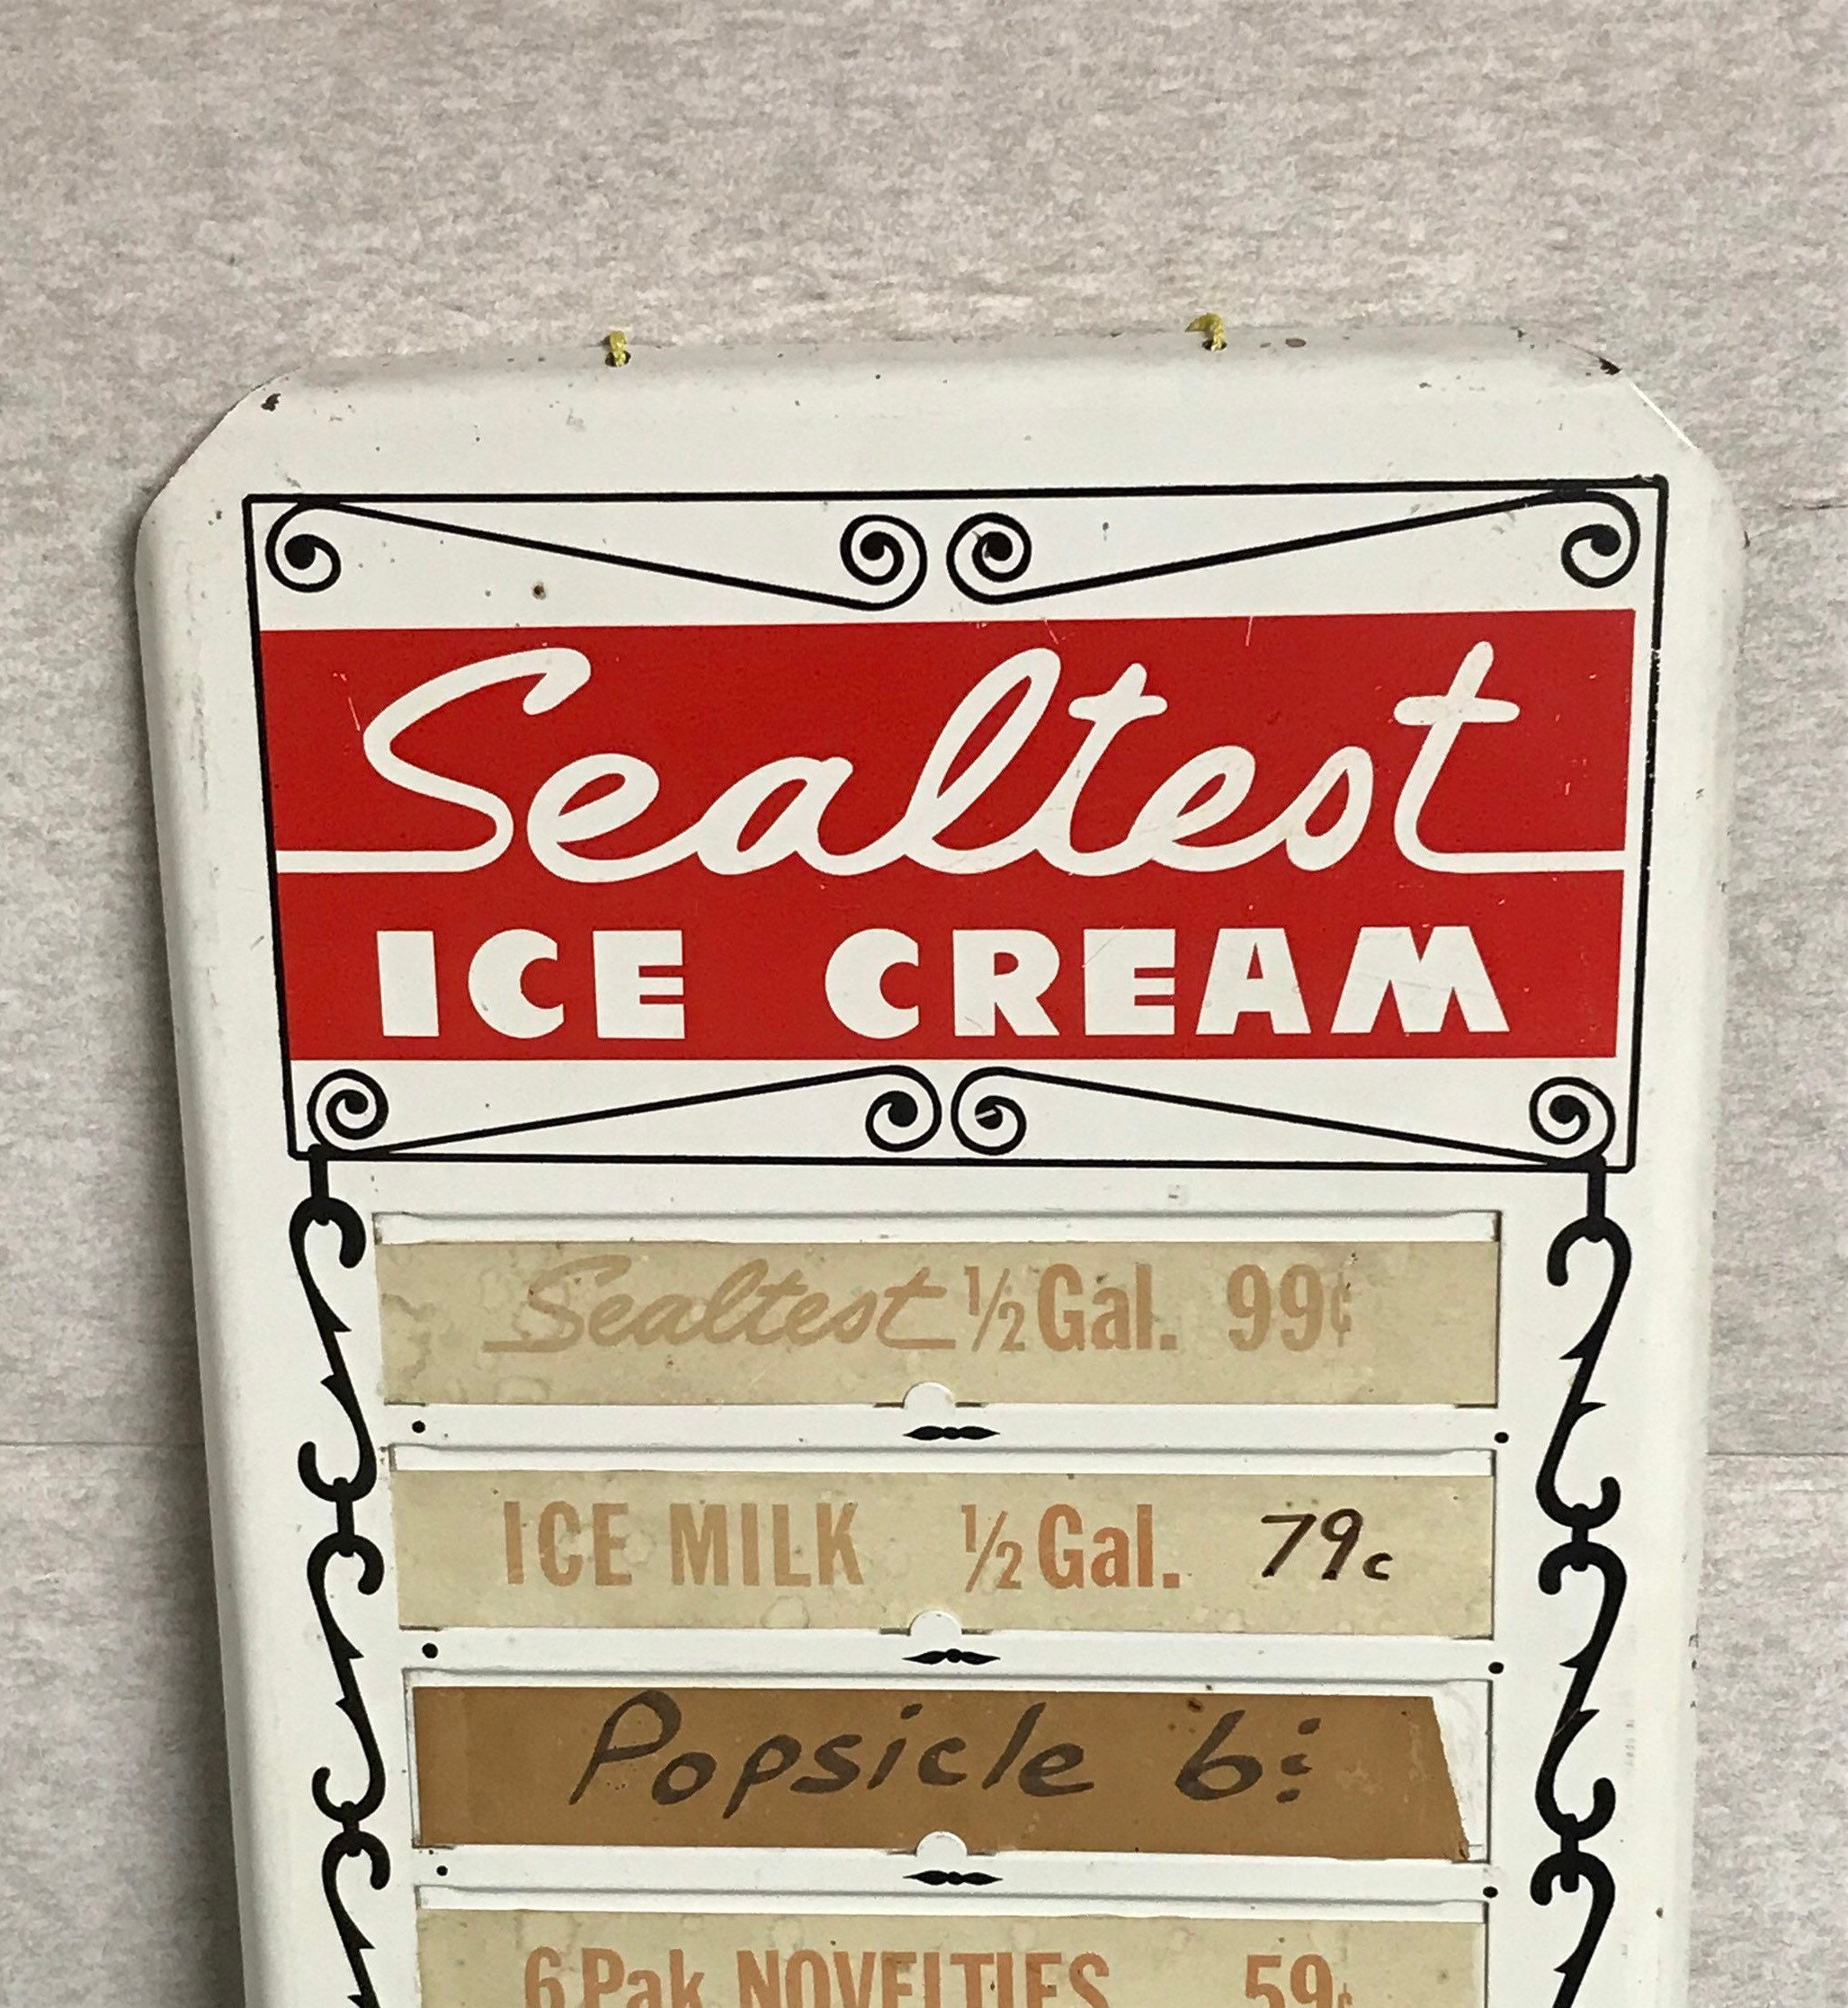 Sealtest
ICE CREAM
Sealtest ½ Gal. 99¢
ICE MILK ½ Gal. 79c
Popsicle 6¢
6 Pak NOVELTIES 59¢